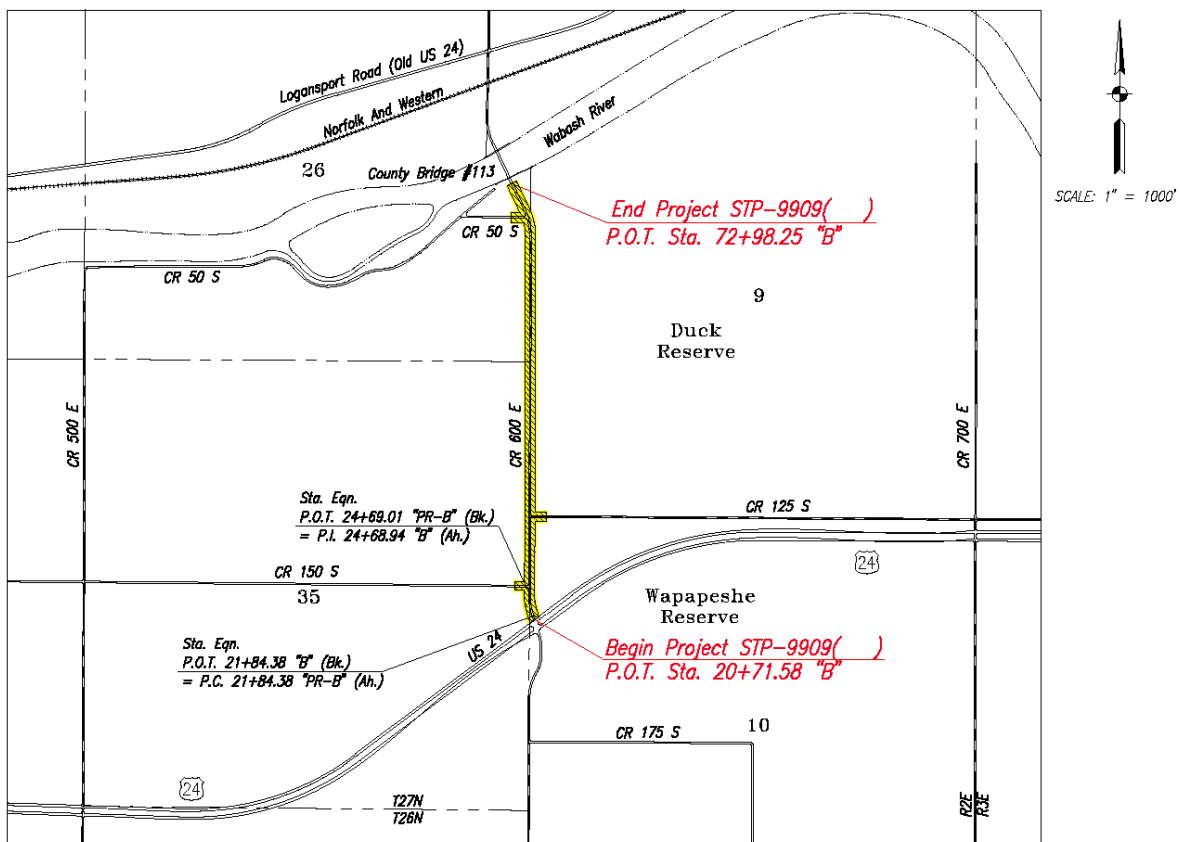 Logansport Road (Old US 24)
Norfolk And Western
Wabash River
26
County Bridge #113
SCALE: 1" = 1000'
End Project STP-9909(      )
P.O.T. Sta. 72+98.25 "B"
CR 50 S
CR 50 S
9
Duck
Reserve
CR 500 E
CR 600 E
CR 700 E
Sta. Eqn.
P.O.T. 24+69.01 "PR-B" (Bk.)
= P.I. 24+68.94 "B" (Ah.)
CR 125 S
24
CR 150 S
35
Wapapeshe
Reserve
US 24
Sta. Eqn.
P.O.T. 21+84.38 "B" (Bk.)
= P.C. 21+84.38 "PR-B" (Ah.)
Begin Project STP-9909(      )
P.O.T. Sta. 20+71.58 "B"
10
CR 175 S
24
T27N
T26N
R2E
R3E